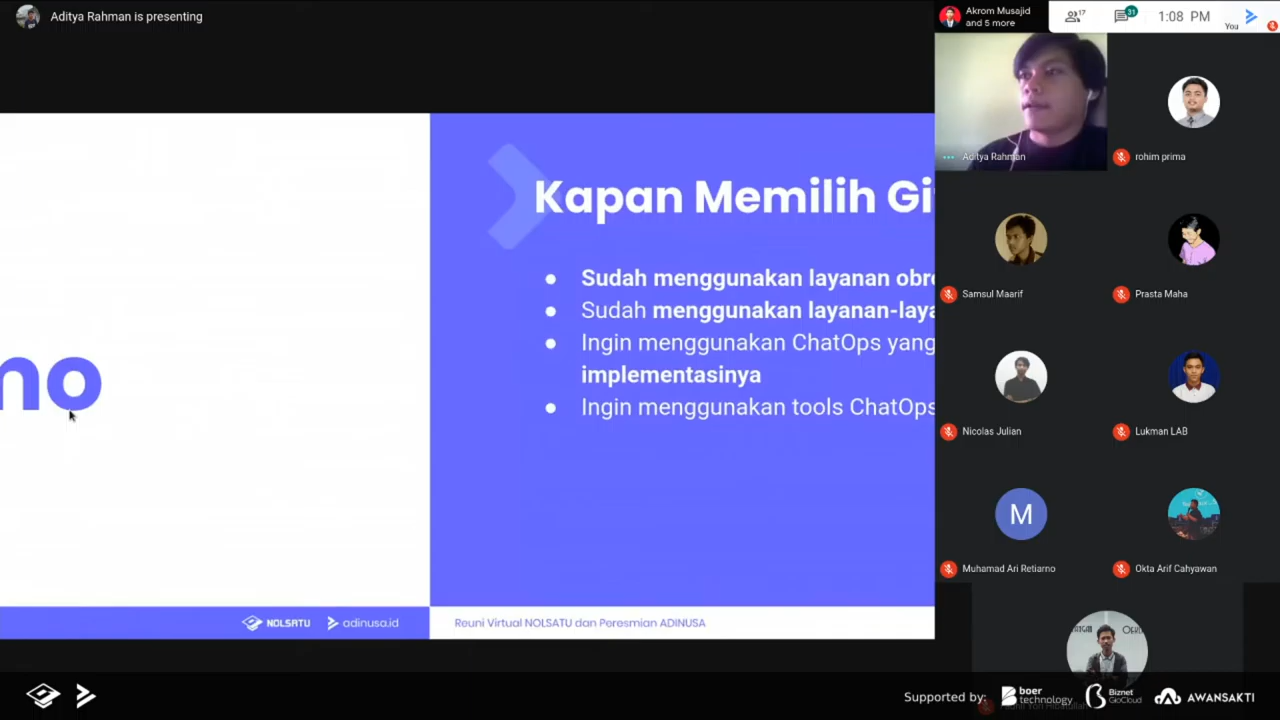 Aditya Rahman is presenting
Akrom Musajid
and 5 more
17
31
1:08 PM
You
Aditya Rahman
rohim prima
Kapan Memilih Gi
Sudah menggunakan layanan obr
Sudah menggunakan layanan-laya
Ingin menggunakan ChatOps yang
implementasinya
Ingin menggunakan tools ChatOps
mo
Samsul Maarif
Prasta Maha
Nicolas Julian
Lukman LAB
M
Muhamad Ari Retiarno
Okta Arif Cahyawan
NOLSATU
adinusa.id
Reuni Virtual NOLSATU dan Peresmian ADINUSA
Supported by:
boer
technology
Biznet
GioCloud
AWANSAKTI